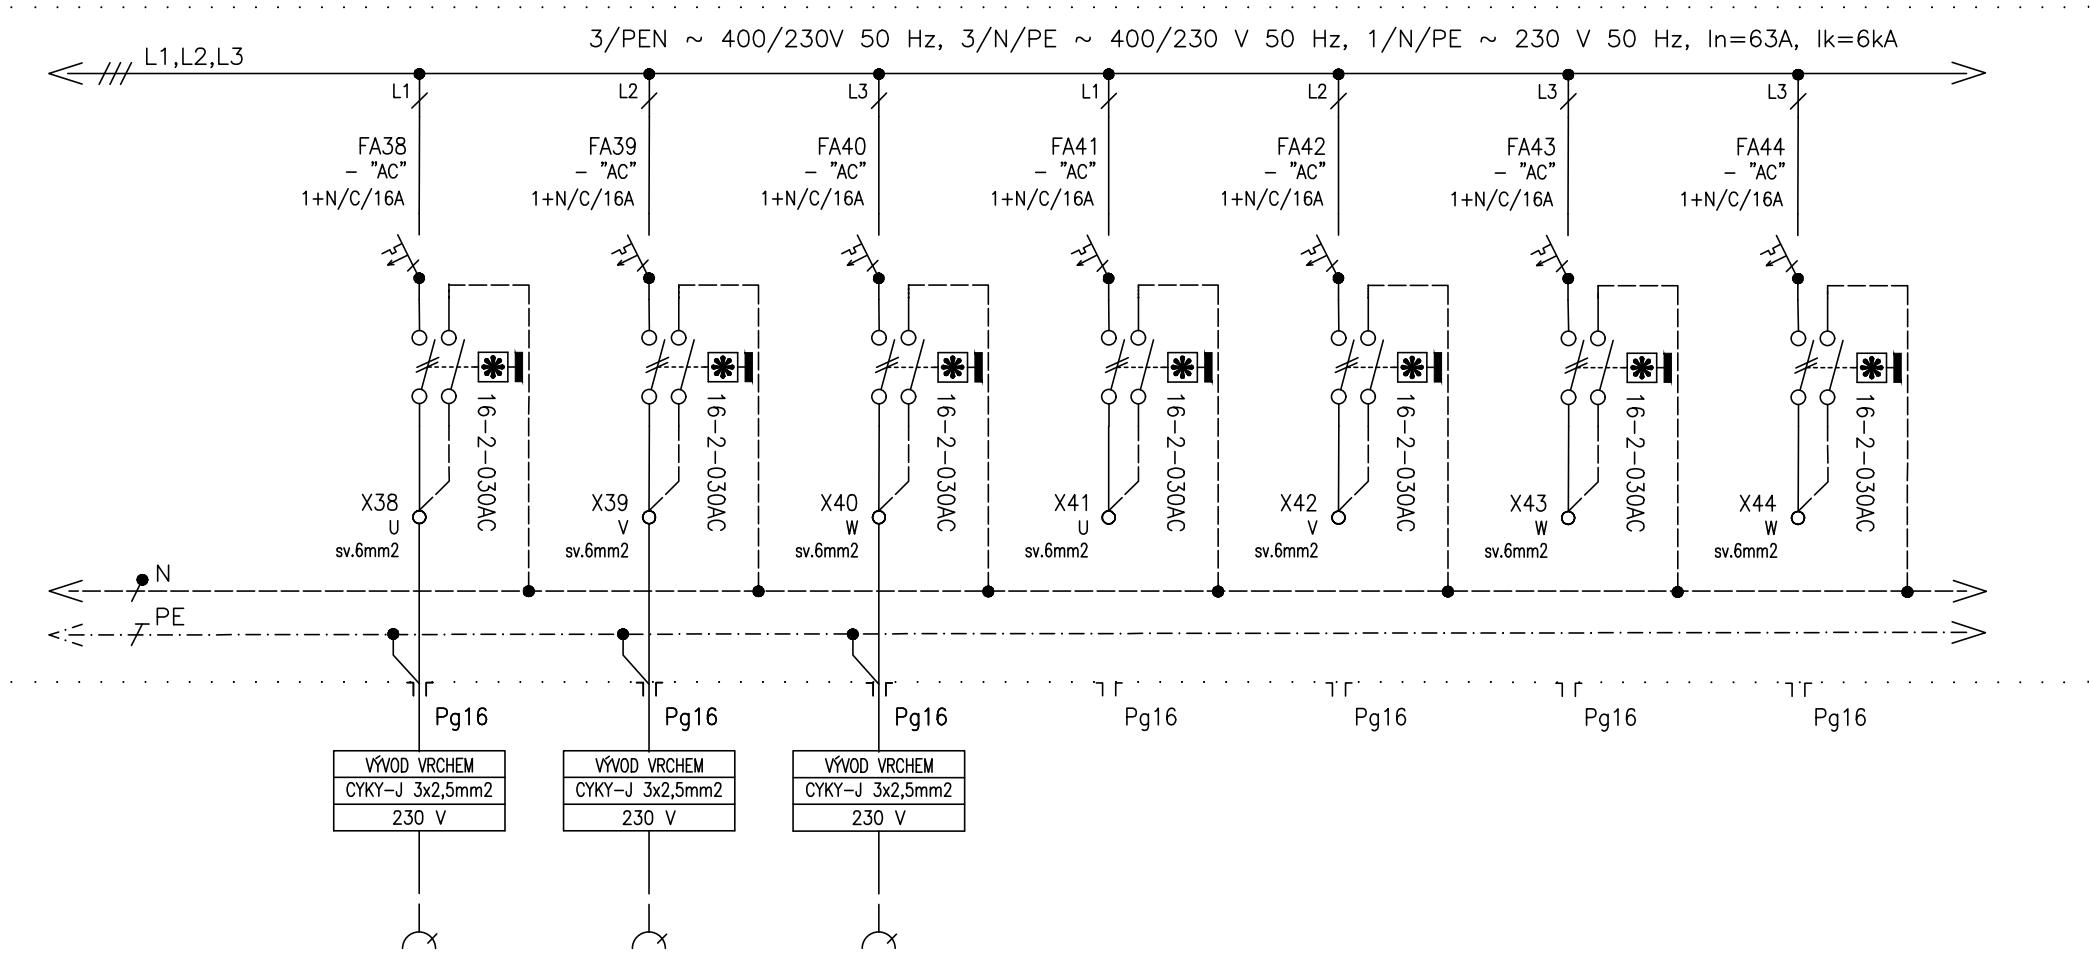 3/PEN ~ 400/230V 50 Hz, 3/N/PE ~ 400/230 V 50 Hz, 1/N/PE ~ 230 V 50 Hz, In=63A, Ik=6kA
L1,L2,L3
L1 L2 L3 L1 L2 L3 L3
FA38 FA39 FA40 FA41 FA42 FA43 FA44
– "AC" – "AC" – "AC" – "AC" – "AC" – "AC" – "AC"
1+N/C/16A 1+N/C/16A 1+N/C/16A 1+N/C/16A 1+N/C/16A 1+N/C/16A 1+N/C/16A
16–2–030AC 16–2–030AC 16–2–030AC 16–2–030AC 16–2–030AC 16–2–030AC 16–2–030AC
X38 X39 X40 X41 X42 X43 X44
U V W U V W W
sv.6mm2 sv.6mm2 sv.6mm2 sv.6mm2 sv.6mm2 sv.6mm2 sv.6mm2
N
PE
Pg16 Pg16 Pg16 Pg16 Pg16 Pg16 Pg16
VÝVOD VRCHEM VÝVOD VRCHEM VÝVOD VRCHEM
CYKY–J 3x2,5mm2 CYKY–J 3x2,5mm2 CYKY–J 3x2,5mm2
230 V 230 V 230 V